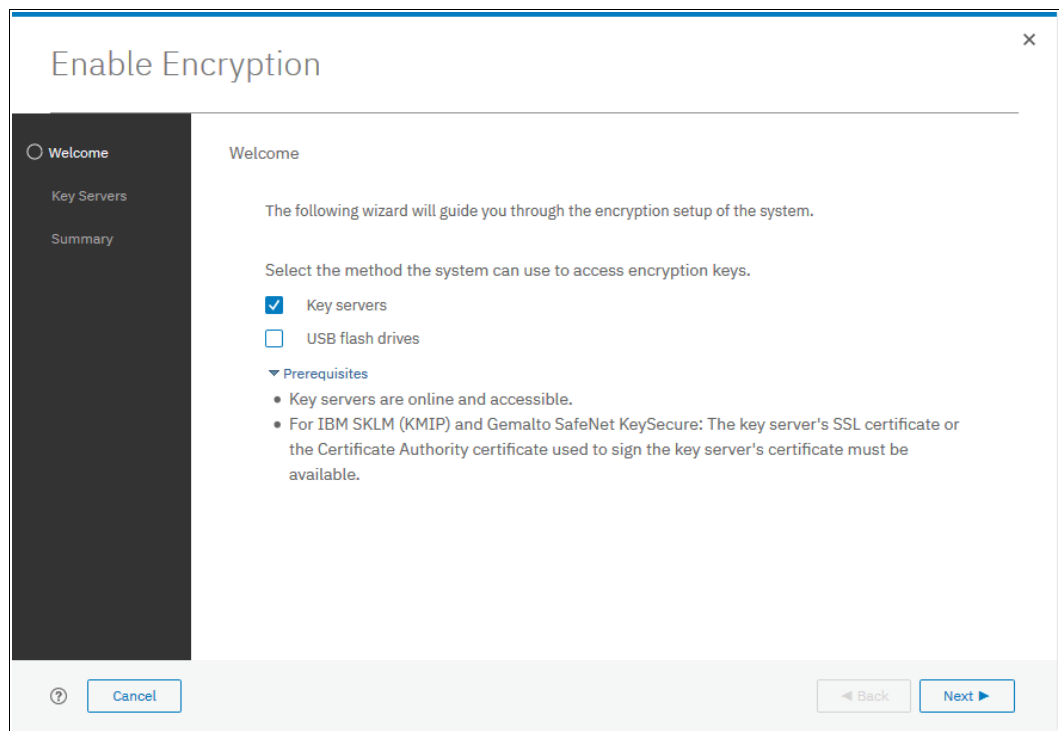 Enable Encryption
Welcome
Key Servers
Summary
Welcome
The following wizard will guide you through the encryption setup of the system.
Select the method the system can use to access encryption keys.
Key servers
USB flash drives
Prerequisites
Key servers are online and accessible.
For IBM SKLM (KMIP) and Gemalto SafeNet KeySecure: The key server's SSL certificate or
the Certificate Authority certificate used to sign the key server's certificate must be
available.
? Cancel Back Next